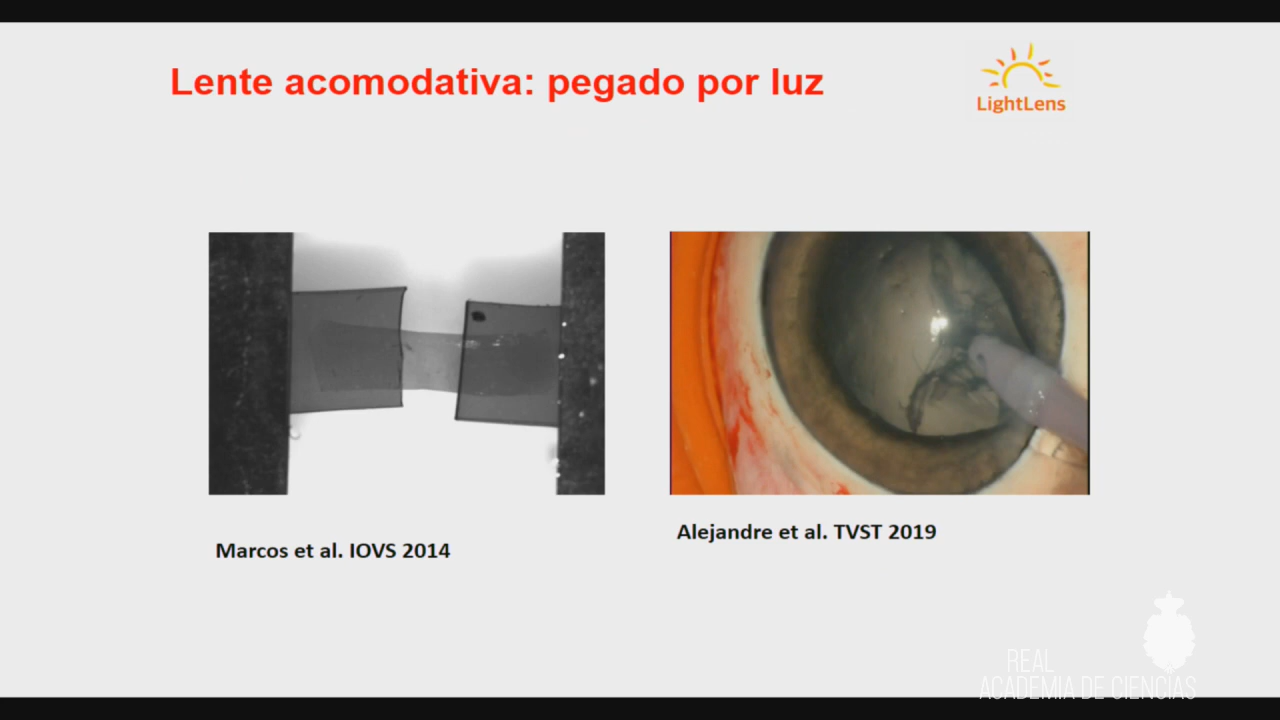 Lente acomodativa: pegado por luz
LightLens
Marcos et al. IOVS 2014
Alejandre et al. TVST 2019
REAL
ACADEMIA DE CIENCIAS